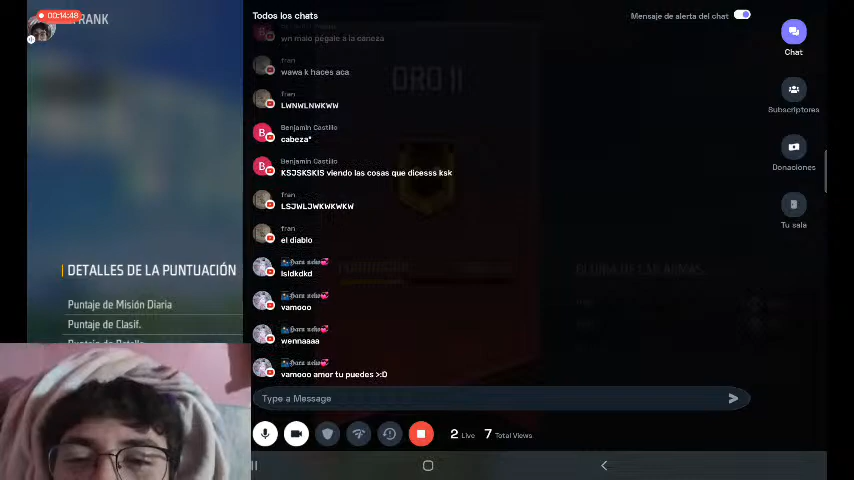 00:14:48
RANK
Todos los chats
Mensaje de alerta del chat
wn malo pégale a la caneza
fran
wawa k haces aca
ORO II
fran
LWNWLNWKWW
Benjamin Castillo
cabeza*
Benjamin Castillo
KSJSKSKIS viendo las cosas que dicesss ksk
fran
LSJWLJWKWKWKW
fran
el diablo
lsldkdkd
vamooo
wennaaaa
vamooo amor tu puedes >:D
Type a Message
2 Live 7 Total Views
Chat
Subscriptores
Donaciones
Tu sala
DETALLES DE LA PUNTUACIÓN
Puntaje de Misión Diaria
Puntaje de Clasif.